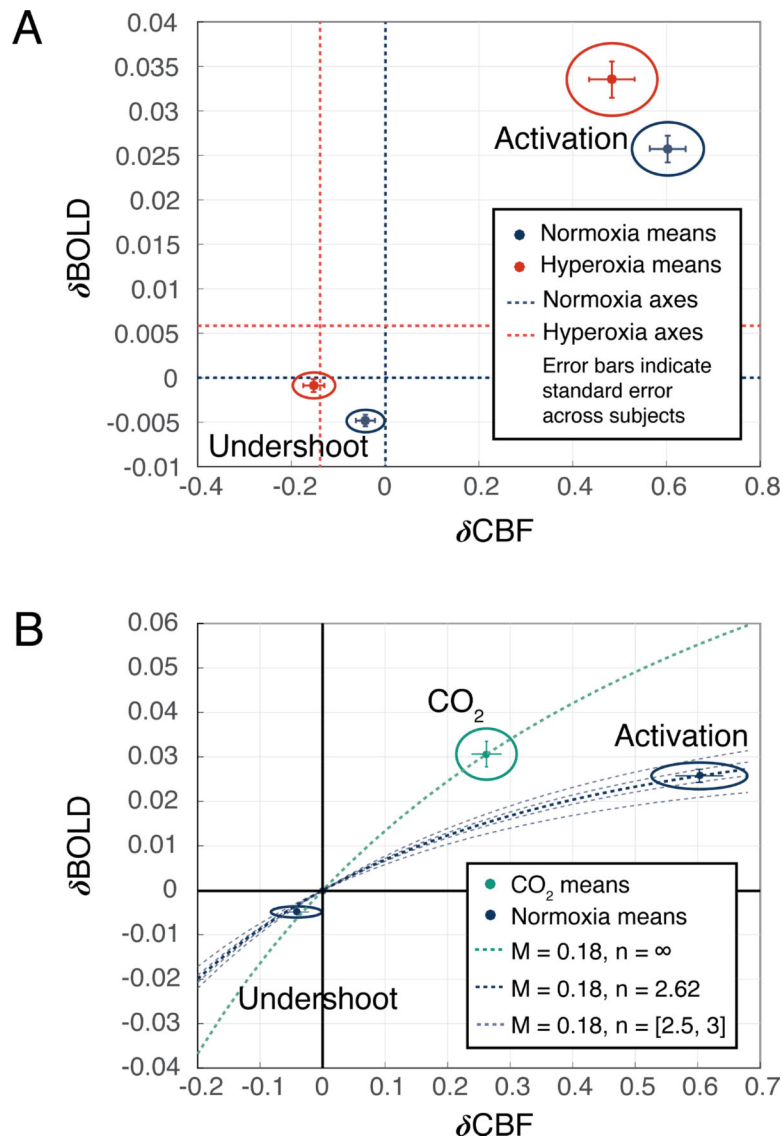 A
0.04
0.035
0.03
0.025
0.02
0.015
0.01
0.005
0
-0.005
-0.01
δBOLD
Activation
Undershoot
Normoxia means
Hyperoxia means
Normoxia axes
Hyperoxia axes
Error bars indicate
standard error
across subjects
-0.4 -0.2 0 0.2 0.4 0.6 0.8
δCBF
B
0.06
0.05
0.04
0.03
0.02
0.01
0
-0.01
-0.02
-0.03
-0.04
δBOLD
CO₂
Activation
Undershoot
CO₂ means
Normoxia means
M = 0.18, n = ∞
M = 0.18, n = 2.62
M = 0.18, n = [2.5, 3]
-0.2 -0.1 0 0.1 0.2 0.3 0.4 0.5 0.6 0.7
δCBF